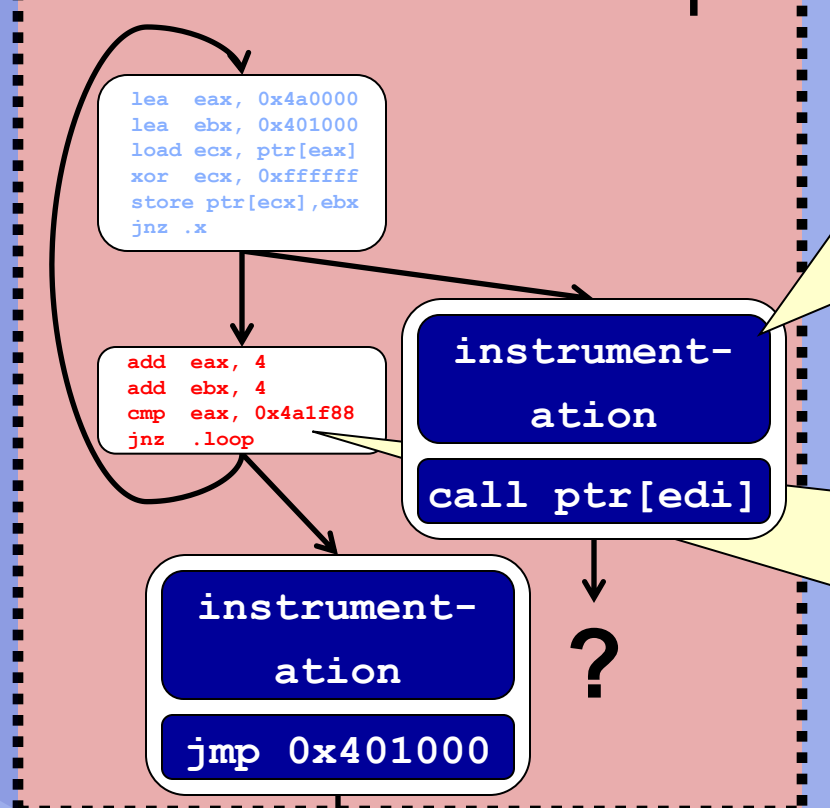 lea  eax, 0x4a0000
lea  ebx, 0x401000
load ecx, ptr[eax]
xor  ecx, 0xffffff
store ptr[ecx],ebx
jnz .x
add  eax, 4
add  ebx, 4
cmp  eax, 0x4a1f88
jnz  .loop
instrument-
ation
call ptr[edi]
?
instrument-
ation
jmp 0x401000